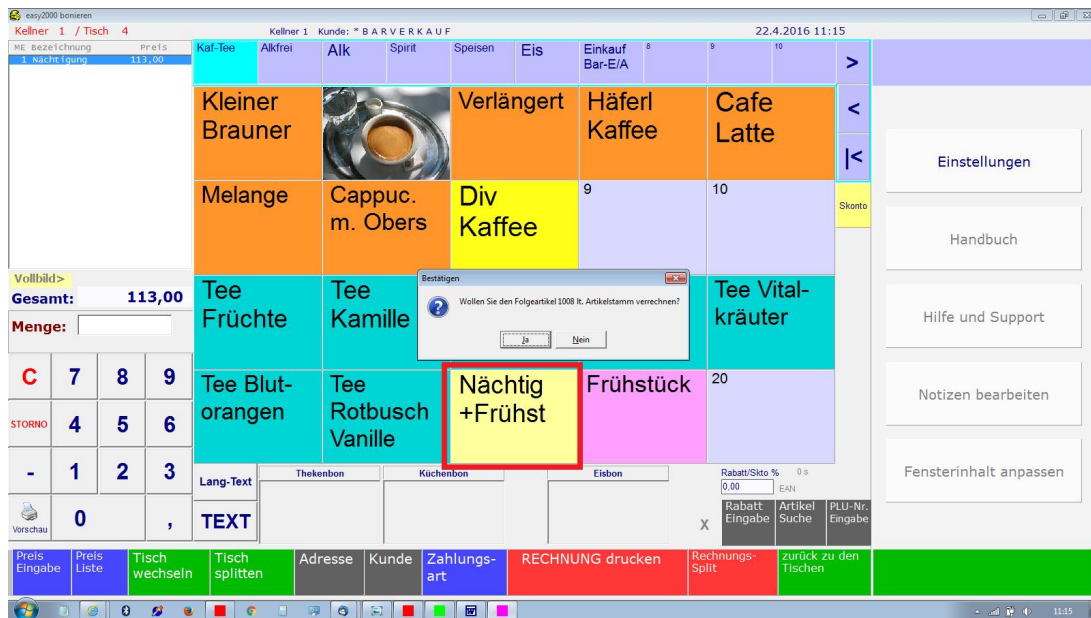 easy2000 bonieren
Kellner 1 / Tisch 4
Kellner 1 Kunde: * B A R V E R K A U F
22.4.2016 11:15
ME Bezeichnung Preis
1 Nächtigung 113,00
Kaf-Tee
Alkfrei
Alk
Spirit
Speisen
Eis
Einkauf
Bar-E/A
8
9
10
>
Kleiner
Brauner
Verlängert
Häferl
Kaffee
Cafe
Latte
<
|<
Melange
Cappuc.
m. Obers
Div
Kaffee
9
10
Skonto
Einstellungen
Handbuch
Hilfe und Support
Notizen bearbeiten
Fensterinhalt anpassen
Vollbild>
Gesamt: 113,00
Menge:
Tee
Früchte
Tee
Kamille
Tee Vital-
kräuter
Bestätigen
Wollen Sie den Folgeartikel 1008 lt. Artikelstamm verrechnen?
Ja
Nein
Tee Blut-
orangen
Tee
Rotbusch
Vanille
Nächtig
+Frühst
Frühstück
20
C 7 8 9
STORNO 4 5 6
- 1 2 3
Vorschau 0 ,
Lang-Text
TEXT
Thekenbon
Küchenbon
Eisbon
Rabatt/Skto % 0 s
0,00
EAN
X
Rabatt
Eingabe
Artikel
Suche
PLU-Nr.
Eingabe
Preis
Eingabe
Preis
Liste
Tisch
wechseln
Tisch
splitten
Adresse
Kunde
Zahlungs-
art
RECHNUNG drucken
Rechnungs-
Split
zurück zu den
Tischen
11:15